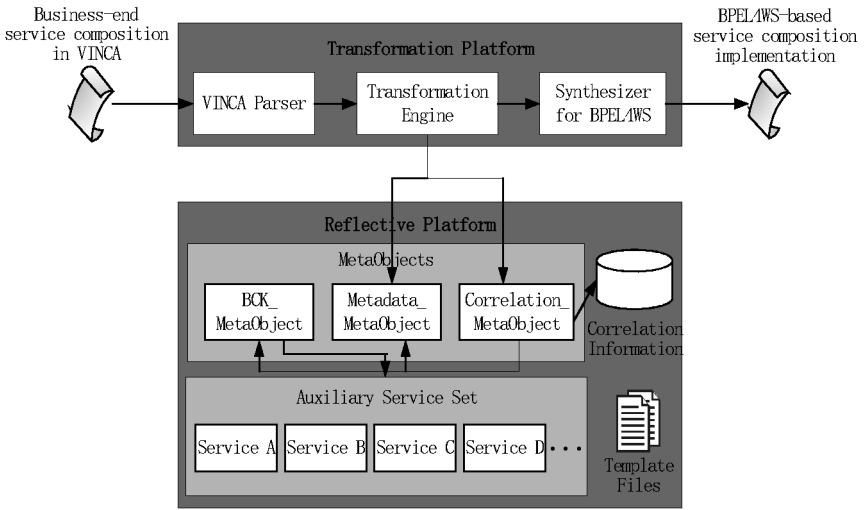 Business-end
service composition
in VINCA
BPEL4WS-based
service composition
implementation
Transformation Platform
VINCA Parser
Transformation
Engine
Synthesizer
for BPEL4WS
Reflective Platform
MetaObjects
BCK_
MetaObject
Metadata_
MetaObject
Correlation_
MetaObject
Correlation
Information
Auxiliary Service Set
Service A
Service B
Service C
Service D
...
Template
Files